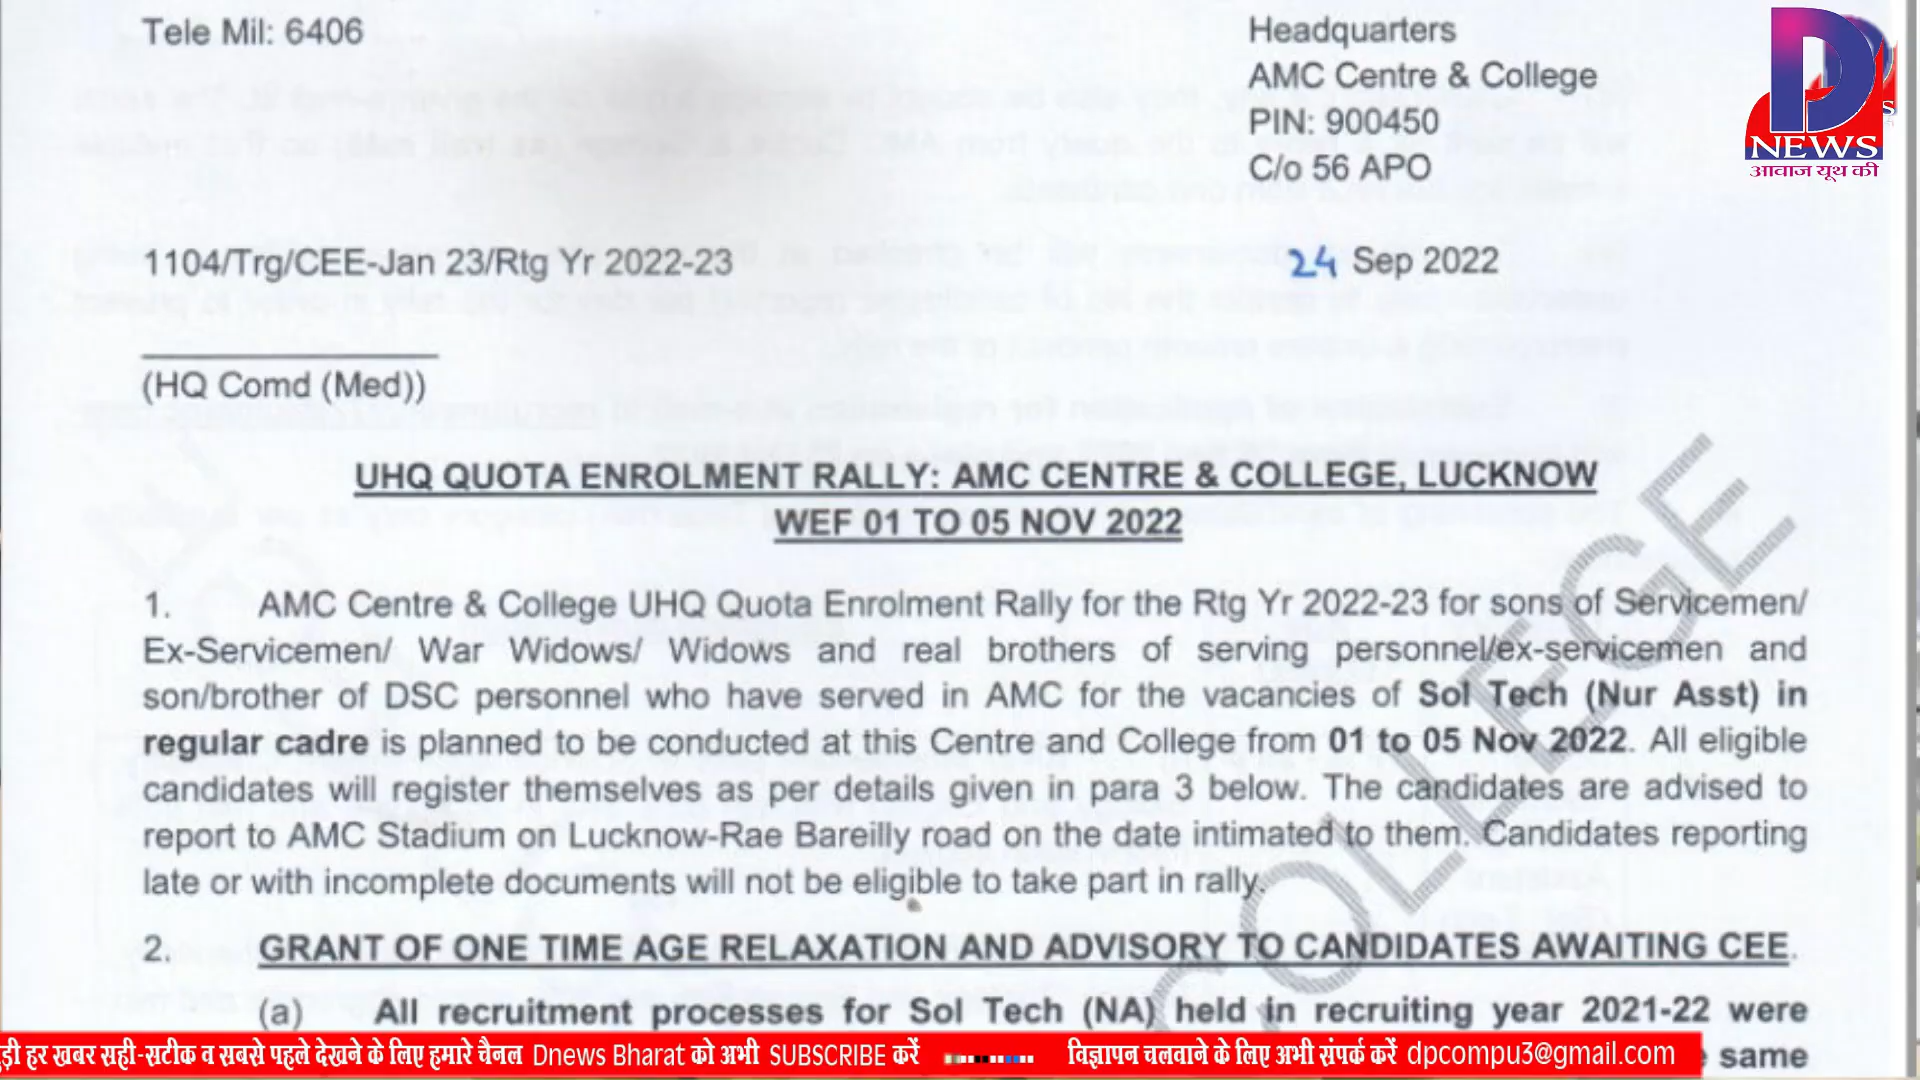 Tele Mil: 6406
Headquarters
AMC Centre & College
PIN: 900450
C/o 56 APO
D
NEWS
आवाज यूथ की
1104/Trg/CEE-Jan 23/Rtg Yr 2022-23
24 Sep 2022
(HQ Comd (Med))
UHQ QUOTA ENROLMENT RALLY: AMC CENTRE & COLLEGE, LUCKNOW
WEF 01 TO 05 NOV 2022
1. AMC Centre & College UHQ Quota Enrolment Rally for the Rtg Yr 2022-23 for sons of Servicemen/
Ex-Servicemen/ War Widows/ Widows and real brothers of serving personnel/ex-servicemen and
son/brother of DSC personnel who have served in AMC for the vacancies of Sol Tech (Nur Asst) in
regular cadre is planned to be conducted at this Centre and College from 01 to 05 Nov 2022. All eligible
candidates will register themselves as per details given in para 3 below. The candidates are advised to
report to AMC Stadium on Lucknow-Rae Bareilly road on the date intimated to them. Candidates reporting
late or with incomplete documents will not be eligible to take part in rally.
COLLEGE
2. GRANT OF ONE TIME AGE RELAXATION AND ADVISORY TO CANDIDATES AWAITING CEE.
(a) All recruitment processes for Sol Tech (NA) held in recruiting year 2021-22 were
same
हर खबर सही-सटीक व सबसे पहले देखने के लिए हमारे चैनल Dnews Bharat को अभी SUBSCRIBE करें विज्ञापन चलवाने के लिए अभी संपर्क करें dpcompu3@gmail.com